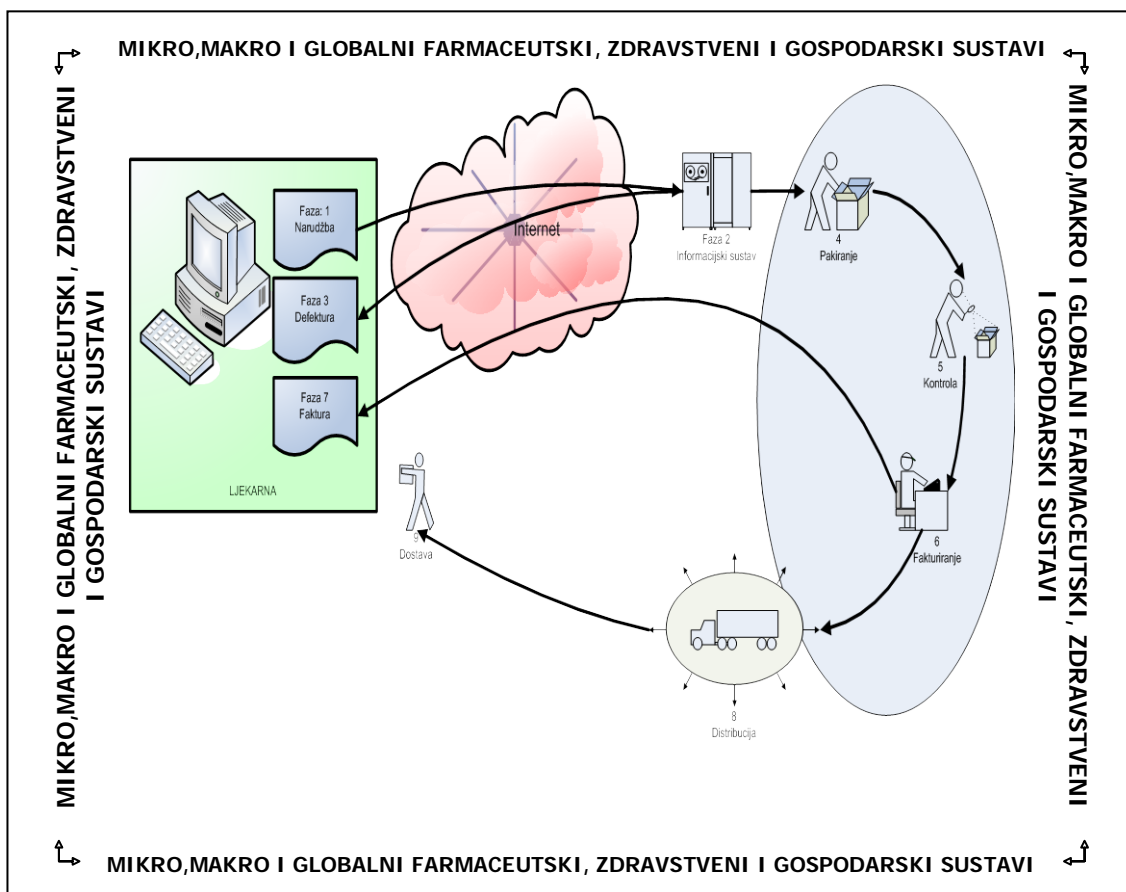 MIKRO,MAKRO I GLOBALNI FARMACEUTSKI, ZDRAVSTVENI I GOSPODARSKI SUSTAVI
MIKRO,MAKRO I GLOBALNI FARMACEUTSKI, ZDRAVSTVENI
I GOSPODARSKI SUSTAVI
Faza: 1
Narudžba
Faza 3
Defektura
Faza 7
Faktura
LJEKARNA
Internet
Faza 2
Informacijski sustav
4
Pakiranje
5
Kontrola
6
Fakturiranje
9
Dostava
8
Distribucija
MIKRO,MAKRO I GLOBALNI FARMACEUTSKI, ZDRAVSTVENI
I GOSPODARSKI SUSTAVI
MIKRO,MAKRO I GLOBALNI FARMACEUTSKI, ZDRAVSTVENI I GOSPODARSKI SUSTAVI